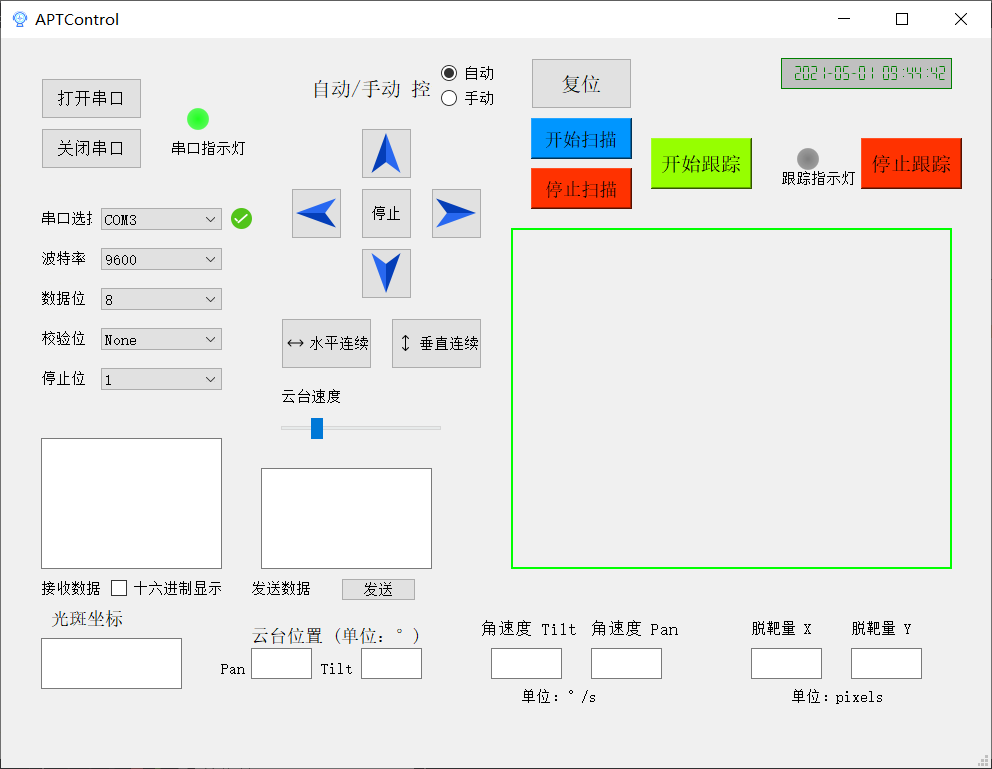 APTControl
打开串口
关闭串口
串口指示灯
自动/手动 控
自动
手动
复位
开始扫描
停止扫描
2021-05-01 09:44:42
开始跟踪
跟踪指示灯
停止跟踪
串口选择 COM3
波特率 9600
数据位 8
校验位 None
停止位 1
停止
水平连续
垂直连续
云台速度
接收数据 十六进制显示
发送数据 发送
光斑坐标
云台位置 (单位: ° )
Pan Tilt
角速度 Tilt 角速度 Pan
单位: ° /s
脱靶量 X 脱靶量 Y
单位: pixels